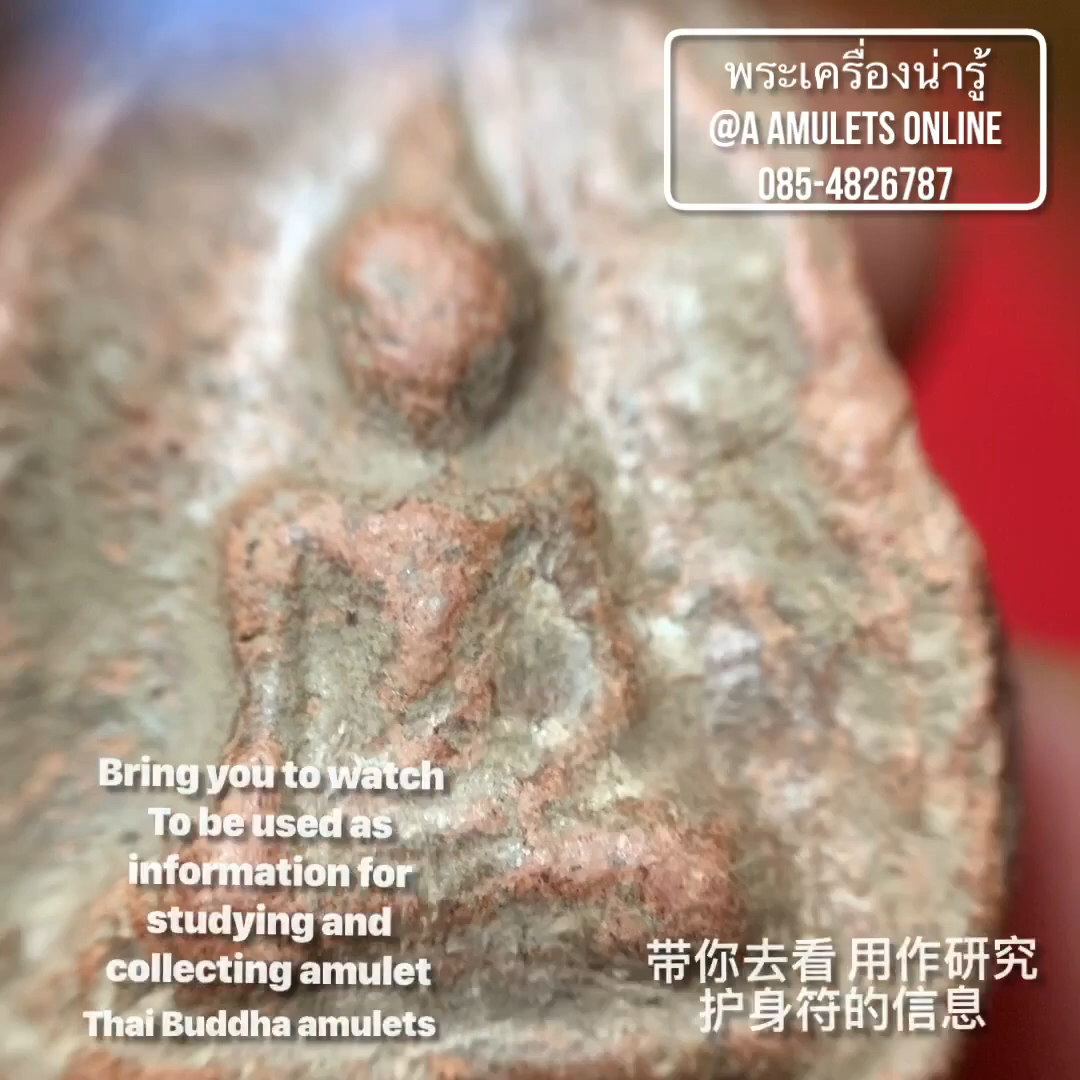 พระเครื่องน่ารู้
@A AMULETS ONLINE
085-4826787
Bring you to watch
To be used as
information for
studying and
collecting amulet
Thai Buddha amulets
带你去看 用作研究
护身符的信息